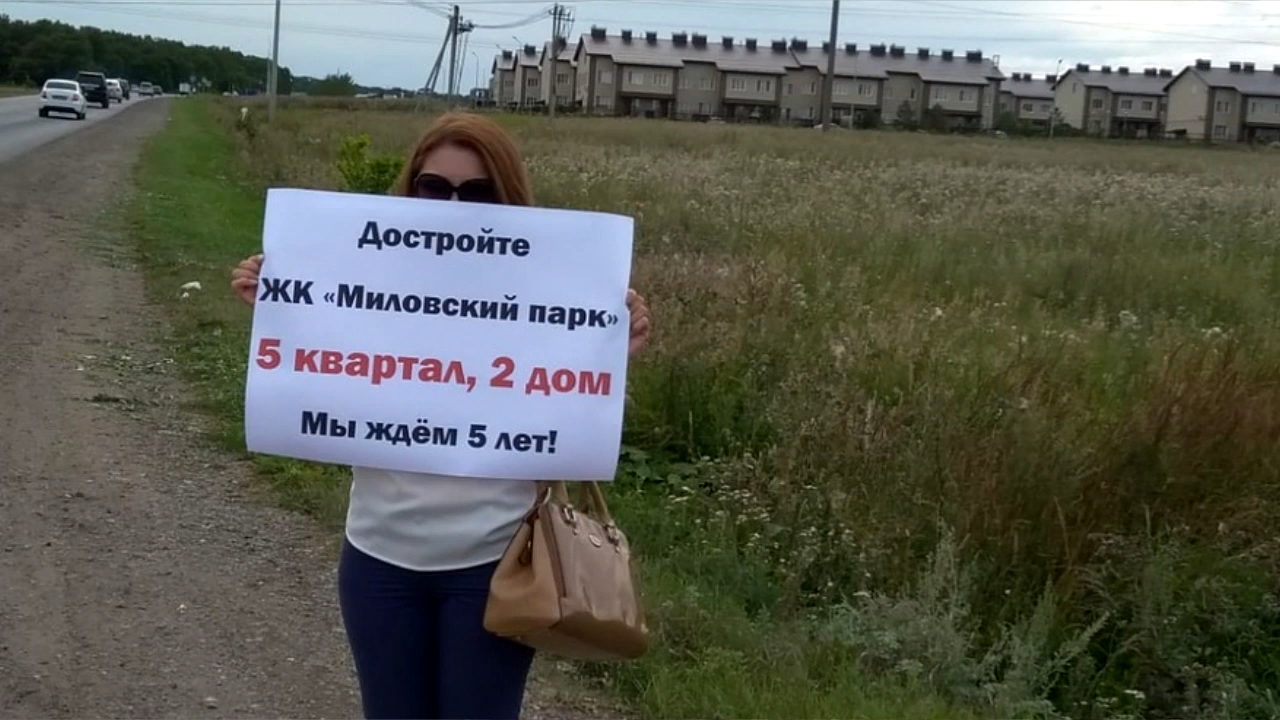 Достройте
ЖК «Миловский парк»
5 квартал, 2 дом
Мы ждём 5 лет!